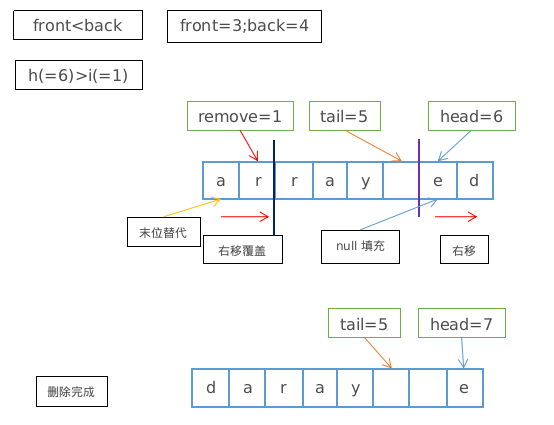 front<back
front=3;back=4
h(=6)>i(=1)
remove=1
tail=5
head=6
a r r a y e d
末位替代
右移覆盖
null 填充
右移
tail=5
head=7
删除完成
d a r a y e